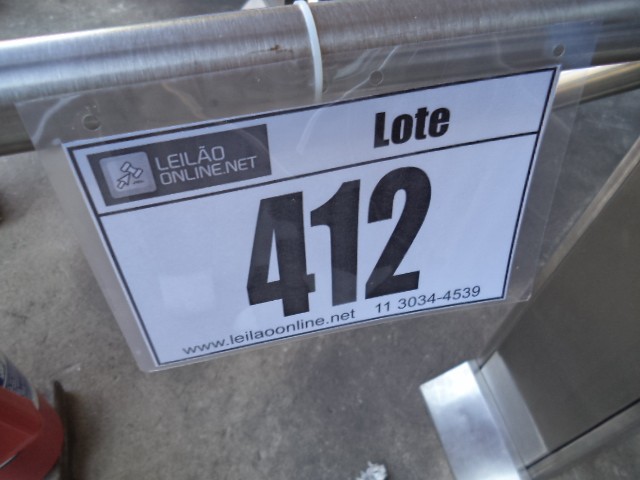 LEILÃO
ONLINE.NET
Lote
412
www.leilaoonline.net 11 3034-4539